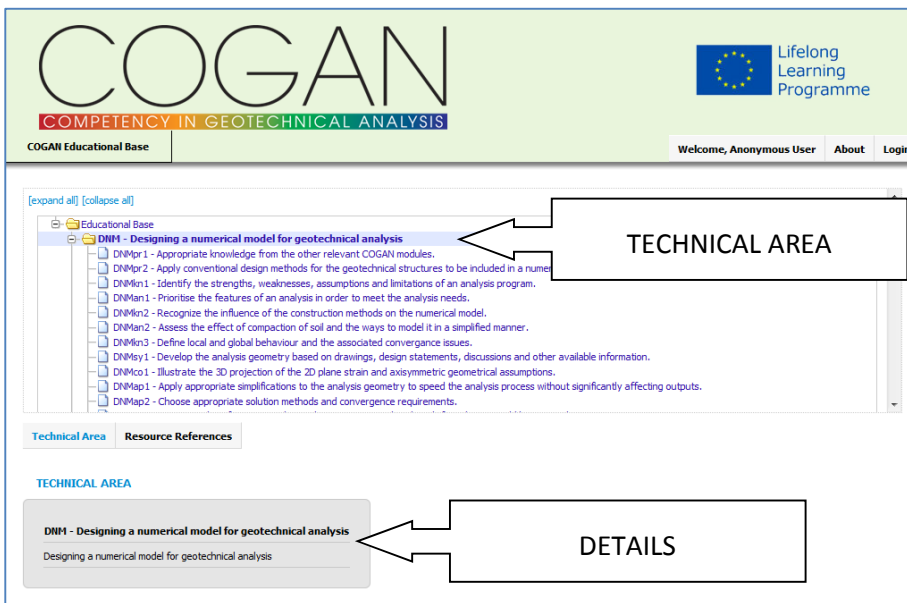 COGAN
COMPETENCY IN GEOTECHNICAL ANALYSIS
Lifelong
Learning
Programme
COGAN Educational Base
Welcome, Anonymous User About Login
[expand all] [collapse all]
Educational Base
DNM - Designing a numerical model for geotechnical analysis
TECHNICAL AREA
DNMpr1 - Appropriate knowledge from the other relevant COGAN modules.
DNMpr2 - Apply conventional design methods for the geotechnical structures to be included in a
DNMkn1 - Identify the strengths, weaknesses, assumptions and limitations of an analysis program.
DNMan1 - Prioritise the features of an analysis in order to meet the analysis needs.
DNMkn2 - Recognize the influence of the construction methods on the numerical model.
DNMan2 - Assess the effect of compaction of soil and the ways to model it in a simplified manner.
DNMkn3 - Define local and global behaviour and the associated convergance issues.
DNMsy1 - Develop the analysis geometry based on drawings, design statements, discussions and other available information.
DNMco1 - Illustrate the 3D projection of the 2D plane strain and axisymmetric geometrical assumptions.
DNMap1 - Apply appropriate simplifications to the analysis geometry to speed the analysis process without significantly affecting outputs.
DNMap2 - Choose appropriate solution methods and convergence requirements.
Technical Area Resource References
TECHNICAL AREA
DNM - Designing a numerical model for geotechnical analysis
Designing a numerical model for geotechnical analysis
DETAILS